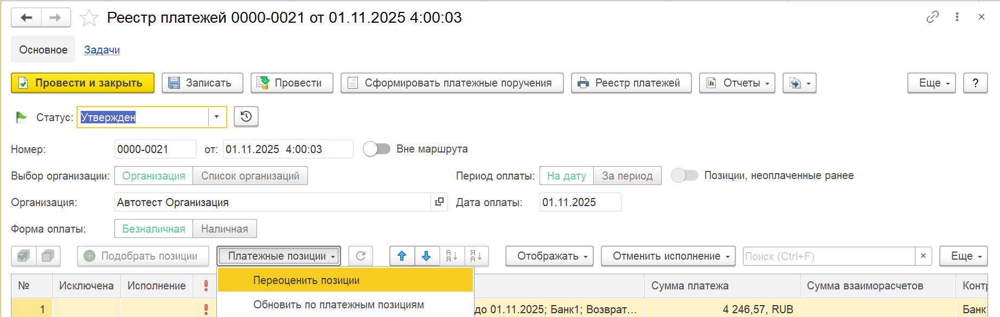 Реестр платежей 0000-0021 от 01.11.2025 4:00:03
Основное Задачи
Провести и закрыть Записать Провести Сформировать платежные поручения Реестр платежей Отчеты Еще ?
Статус: Утвержден
Номер: 0000-0021 от: 01.11.2025 4:00:03 Вне маршрута
Выбор организации: Организация Список организаций Период оплаты: На дату За период Позиции, неоплаченные ранее
Организация: Автотест Организация Дата оплаты: 01.11.2025
Форма оплаты: Безналичная Наличная
Подобрать позиции Платежные позиции Отображать Отменить исполнение Поиск (Ctrl+F) × Еще
№ Исключена Исполнение Переоценить позиции Сумма платежа Сумма взаиморасчетов Контр
1 Обновить по платежным позициям до 01.11.2025; Банк1; Возврат... 4 246,57, RUB Банк